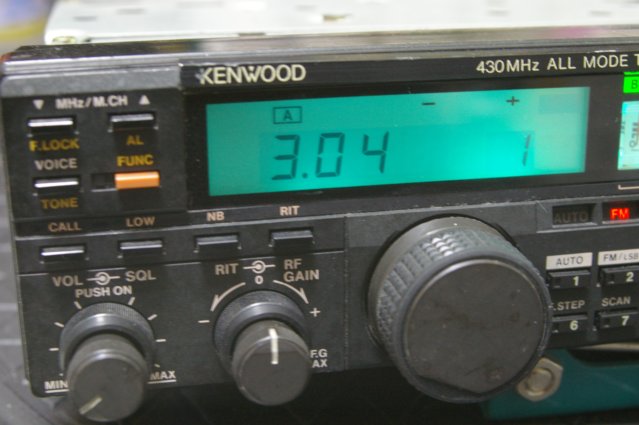 KENWOOD
430MHz ALL MODE T
▼ MHz/M.CH ▲
F.LOCK AL
VOICE FUNC
TONE
CALL LOW NB RIT
A
- +
3.04 1
B
AUTO FM
VOL SQL
PUSH ON
MIN MAX
RIT RF
GAIN
0
- +
AUTO FM/LSB
1 2
.STEP SCAN
6 7